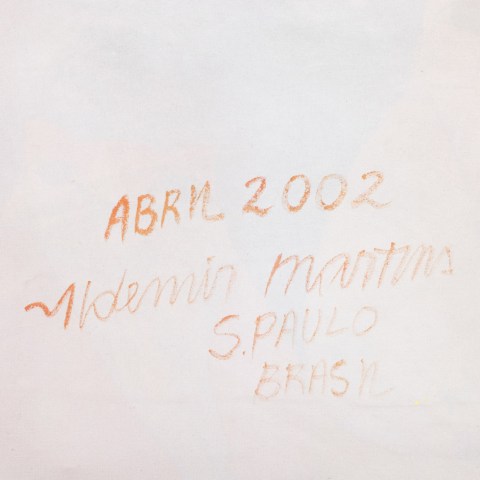 ABRIL 2002
Aldemir Martins
S. PAULO
BRASIL